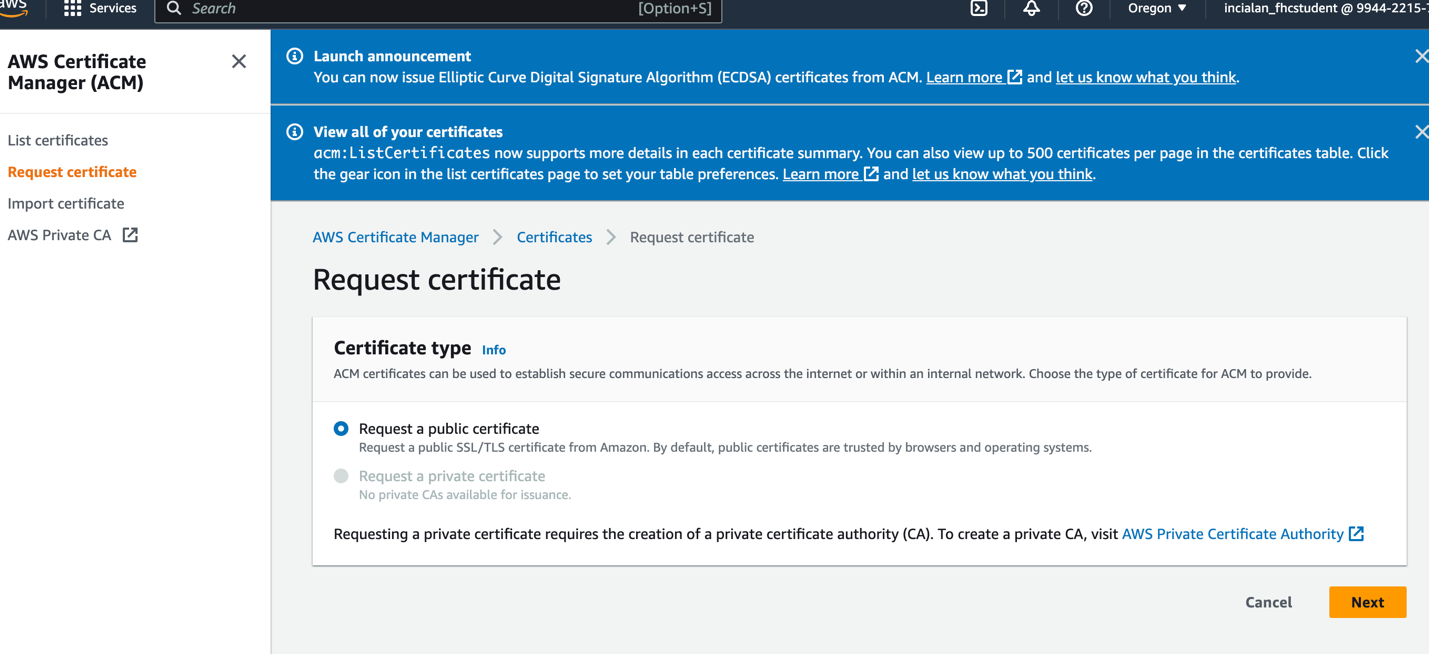 aws
Services
Search
[Option+S]
Oregon
incialan_fhcstudent @ 9944-2215-
AWS Certificate
Manager (ACM)
List certificates
Request certificate
Import certificate
AWS Private CA
Launch announcement
You can now issue Elliptic Curve Digital Signature Algorithm (ECDSA) certificates from ACM. Learn more and let us know what you think.
View all of your certificates
acm:ListCertificates now supports more details in each certificate summary. You can also view up to 500 certificates per page in the certificates table. Click
the gear icon in the list certificates page to set your table preferences. Learn more and let us know what you think.
AWS Certificate Manager > Certificates > Request certificate
Request certificate
Certificate type Info
ACM certificates can be used to establish secure communications access across the internet or within an internal network. Choose the type of certificate for ACM to provide.
Request a public certificate
Request a public SSL/TLS certificate from Amazon. By default, public certificates are trusted by browsers and operating systems.
Request a private certificate
No private CAs available for issuance.
Requesting a private certificate requires the creation of a private certificate authority (CA). To create a private CA, visit AWS Private Certificate Authority
Cancel
Next